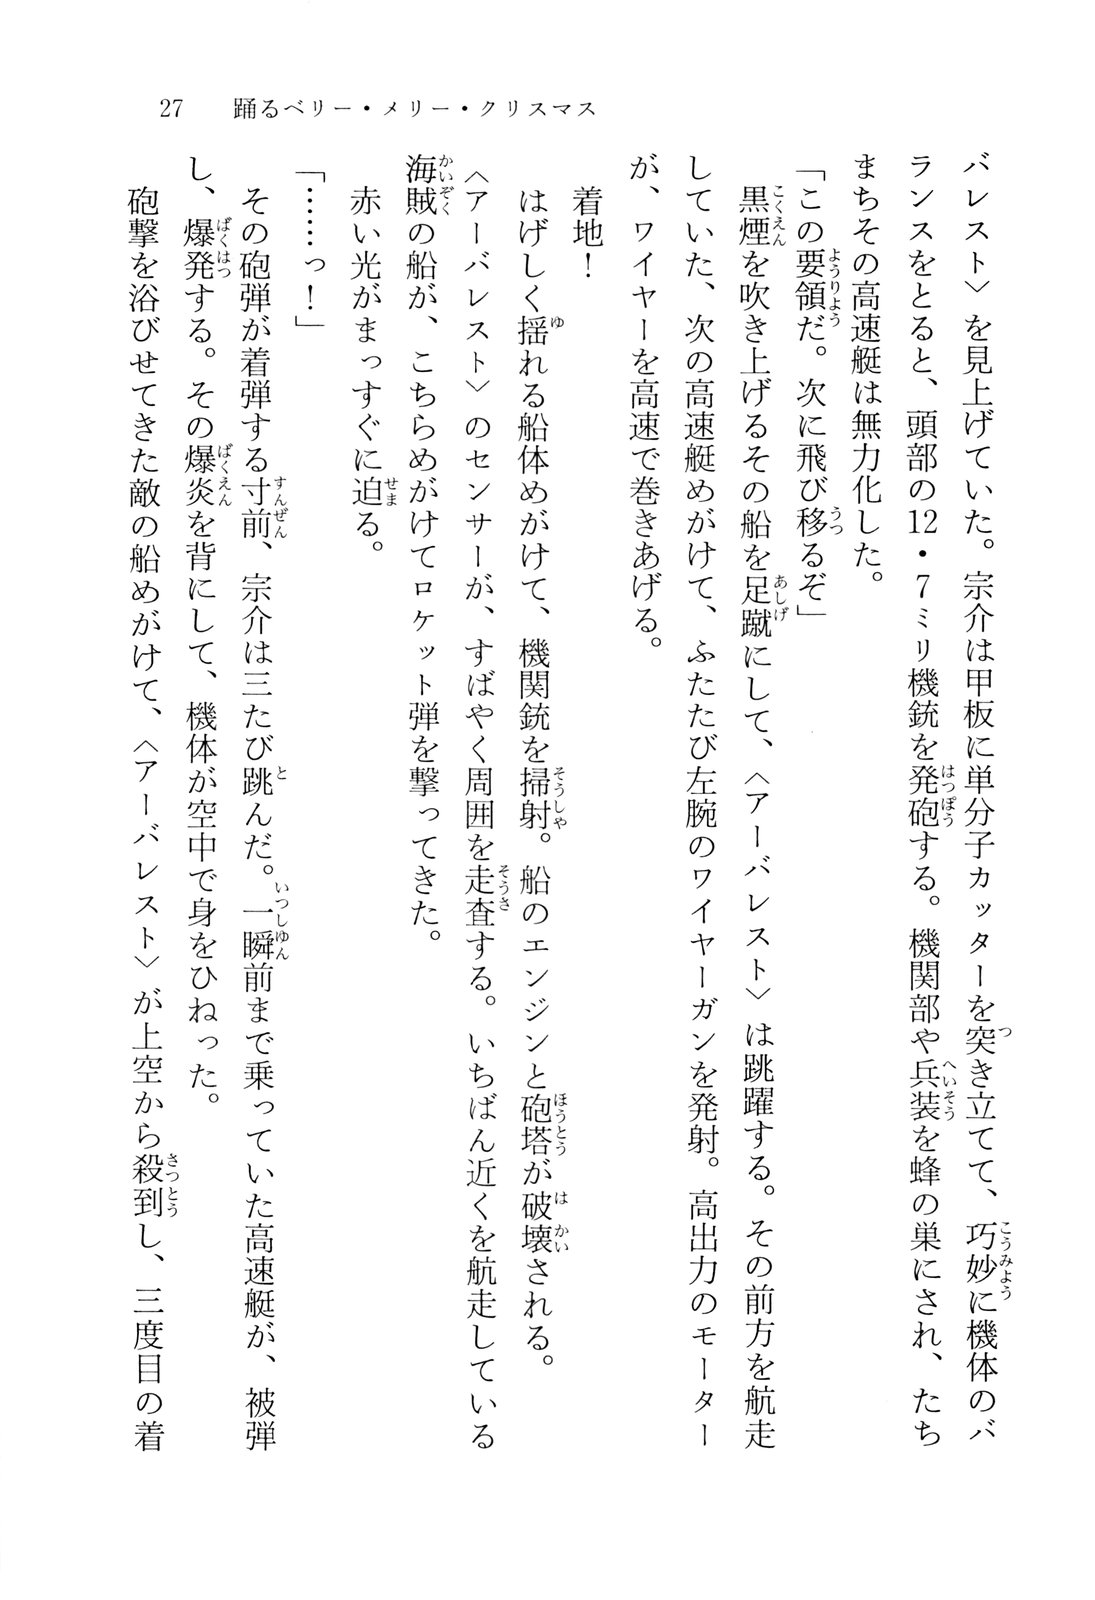 27　踊るベリー・メリー・クリスマス
バレスト〉を見上げていた。宗介は甲板に単分子カッターを突き立てて、巧妙に機体のバ
ランスをとると、頭部の12・7ミリ機銃を発砲する。機関部や兵装を蜂の巣にされ、たち
まちその高速艇は無力化した。
「この要領だ。次に飛び移るぞ」
　黒煙を吹き上げるその船を足蹴にして、〈アーバレスト〉は跳躍する。その前方を航走
していた、次の高速艇めがけて、ふたたび左腕のワイヤーガンを発射。高出力のモーター
が、ワイヤーを高速で巻きあげる。
　着地！
　はげしく揺れる船体めがけて、機関銃を掃射。船のエンジンと砲塔が破壊される。
〈アーバレスト〉のセンサーが、すばやく周囲を走査する。いちばん近くを航走している
海賊の船が、こちらめがけてロケット弾を撃ってきた。
　赤い光がまっすぐに迫る。
「……っ！」
　その砲弾が着弾する寸前、宗介は三たび跳んだ。一瞬前まで乗っていた高速艇が、被弾
し、爆発する。その爆炎を背にして、機体が空中で身をひねった。
　砲撃を浴びせてきた敵の船めがけて、〈アーバレスト〉が上空から殺到し、三度目の着